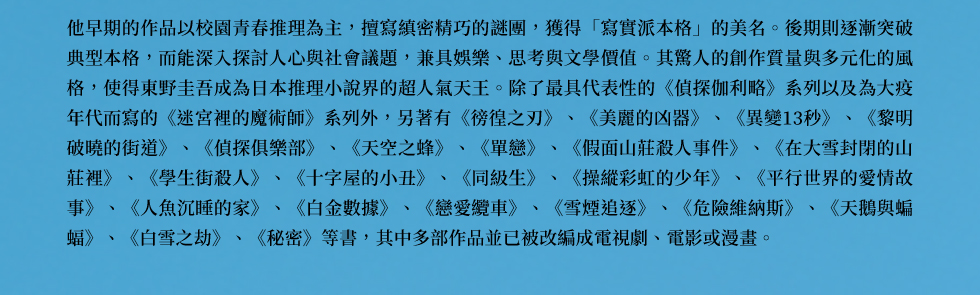 他早期的作品以校園青春推理為主，擅寫縝密精巧的謎團，獲得「寫實派本格」的美名。後期則逐漸突破
典型本格，而能深入探討人心與社會議題，兼具娛樂、思考與文學價值。其驚人的創作質量與多元化的風
格，使得東野圭吾成為日本推理小說界的超人氣天王。除了最具代表性的《偵探伽利略》系列以及為大疫
年代而寫的《迷宮裡的魔術師》系列外，另著有《徬徨之刃》、《美麗的凶器》、《異變13秒》、《黎明
破曉的街道》、《偵探俱樂部》、《天空之蜂》、《單戀》、《假面山莊殺人事件》、《在大雪封閉的山
莊裡》、《學生街殺人》、《十字屋的小丑》、《同級生》、《操縱彩虹的少年》、《平行世界的愛情故
事》、《人魚沉睡的家》、《白金數據》、《戀愛纜車》、《雪煙追逐》、《危險維納斯》、《天鵝與蝙
蝠》、《白雪之劫》、《秘密》等書，其中多部作品並已被改編成電視劇、電影或漫畫。